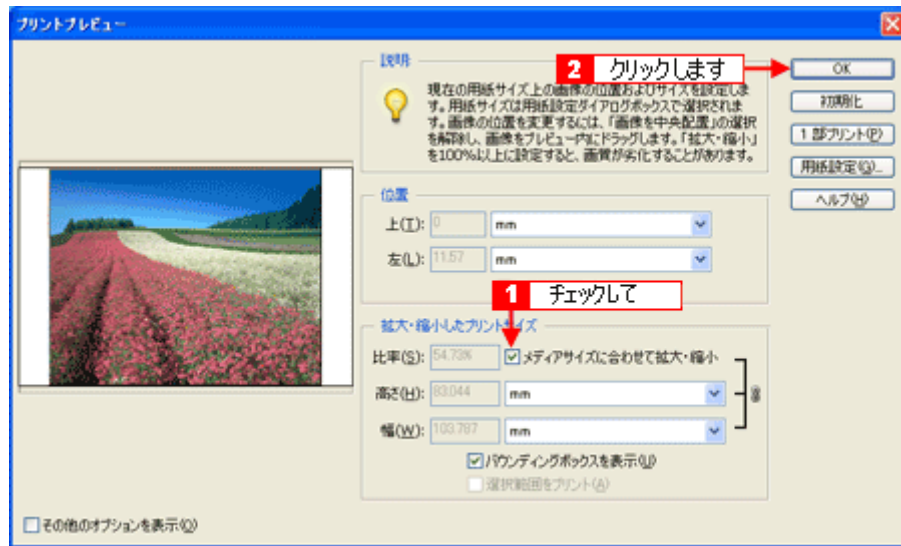 プリントプレビュー
説明
現在の用紙サイズ上の画像の位置およびサイズを設定しま
す。用紙サイズは用紙設定ダイアログボックスで選択されま
す。画像の位置を変更するには、「画像を中央配置」の選択
を解除し、画像をプレビュー内にドラッグします。「拡大・縮小」
を100%以上に設定すると、画質が劣化することがあります。
2 クリックします
OK
初期化
1 部プリント(P)
用紙設定(G)...
ヘルプ(H)
位置
上(T): 0 mm
左(L): 11.57 mm
1 チェックして
拡大・縮小したプリントサイズ
比率(S): 54.73% メディアサイズに合わせて拡大・縮小
高さ(H): 83.044 mm
幅(W): 103.787 mm
バウンディングボックスを表示(U)
選択範囲をプリント(A)
その他のオプションを表示(O)